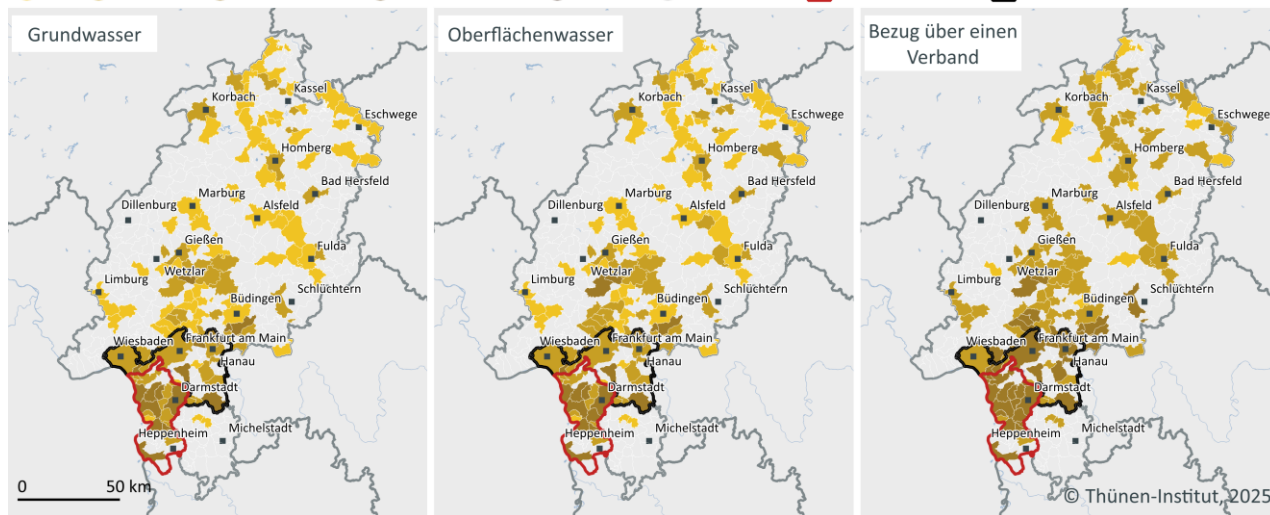 Grundwasser
Korbach
Kassel
Eschwege
Homberg
Bad Hersfeld
Marburg
Dillenburg
Alsfeld
Gießen
Fulda
Wetzlar
Limburg
Schlüchtern
Büdingen
Wiesbaden
Frankfurt am Main
Hanau
Darmstadt
Heppenheim
Michelstadt
0 50 km
Oberflächenwasser
Korbach
Kassel
Eschwege
Homberg
Bad Hersfeld
Marburg
Dillenburg
Alsfeld
Gießen
Fulda
Wetzlar
Limburg
Schlüchtern
Büdingen
Wiesbaden
Frankfurt am Main
Hanau
Darmstadt
Heppenheim
Michelstadt
Bezug über einen
Verband
Korbach
Kassel
Eschwege
Homberg
Bad Hersfeld
Marburg
Dillenburg
Alsfeld
Gießen
Fulda
Wetzlar
Limburg
Schlüchtern
Büdingen
Wiesbaden
Frankfurt am Main
Hanau
Darmstadt
Heppenheim
Michelstadt
© Thünen-Institut, 2025